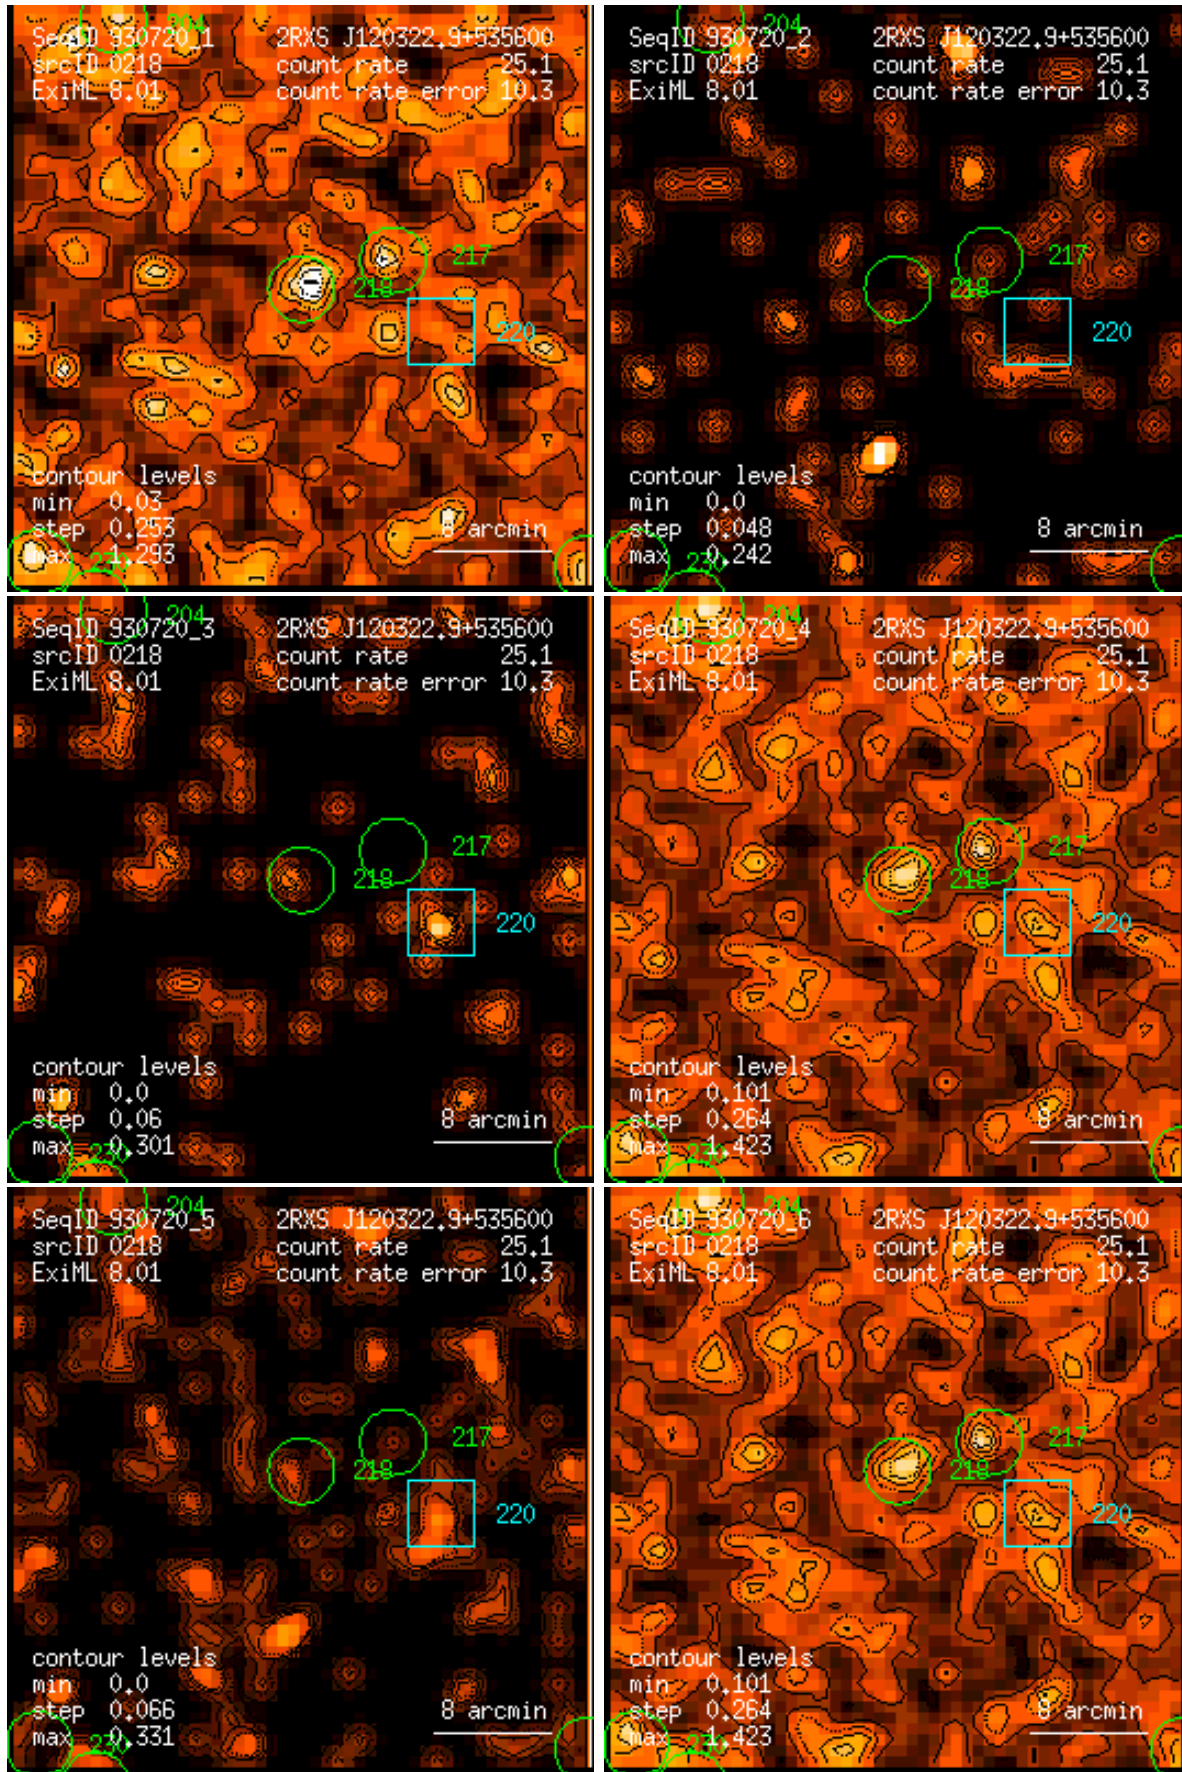 204
SeqID 930720_1 2RXS J120322.9+535600
srcID 0218 count rate 25.1
ExiML 8.01 count rate error 10.3
217
218
220
contour levels
min 0.03
step 0.253
max 1.293
8 arcmin
204
SeqID 930720_2 2RXS J120322.9+535600
srcID 0218 count rate 25.1
ExiML 8.01 count rate error 10.3
217
218
220
contour levels
min 0.0
step 0.048
max 0.242
8 arcmin
204
SeqID 930720_3 2RXS J120322.9+535600
srcID 0218 count rate 25.1
ExiML 8.01 count rate error 10.3
217
218
220
contour levels
min 0.0
step 0.06
max 0.301
8 arcmin
204
SeqID 930720_4 2RXS J120322.9+535600
srcID 0218 count rate 25.1
ExiML 8.01 count rate error 10.3
217
218
220
contour levels
min 0.101
step 0.264
max 1.423
8 arcmin
204
SeqID 930720_5 2RXS J120322.9+535600
srcID 0218 count rate 25.1
ExiML 8.01 count rate error 10.3
217
218
220
contour levels
min 0.0
step 0.066
max 0.331
8 arcmin
204
SeqID 930720_6 2RXS J120322.9+535600
srcID 0218 count rate 25.1
ExiML 8.01 count rate error 10.3
217
218
220
contour levels
min 0.101
step 0.264
max 1.423
8 arcmin